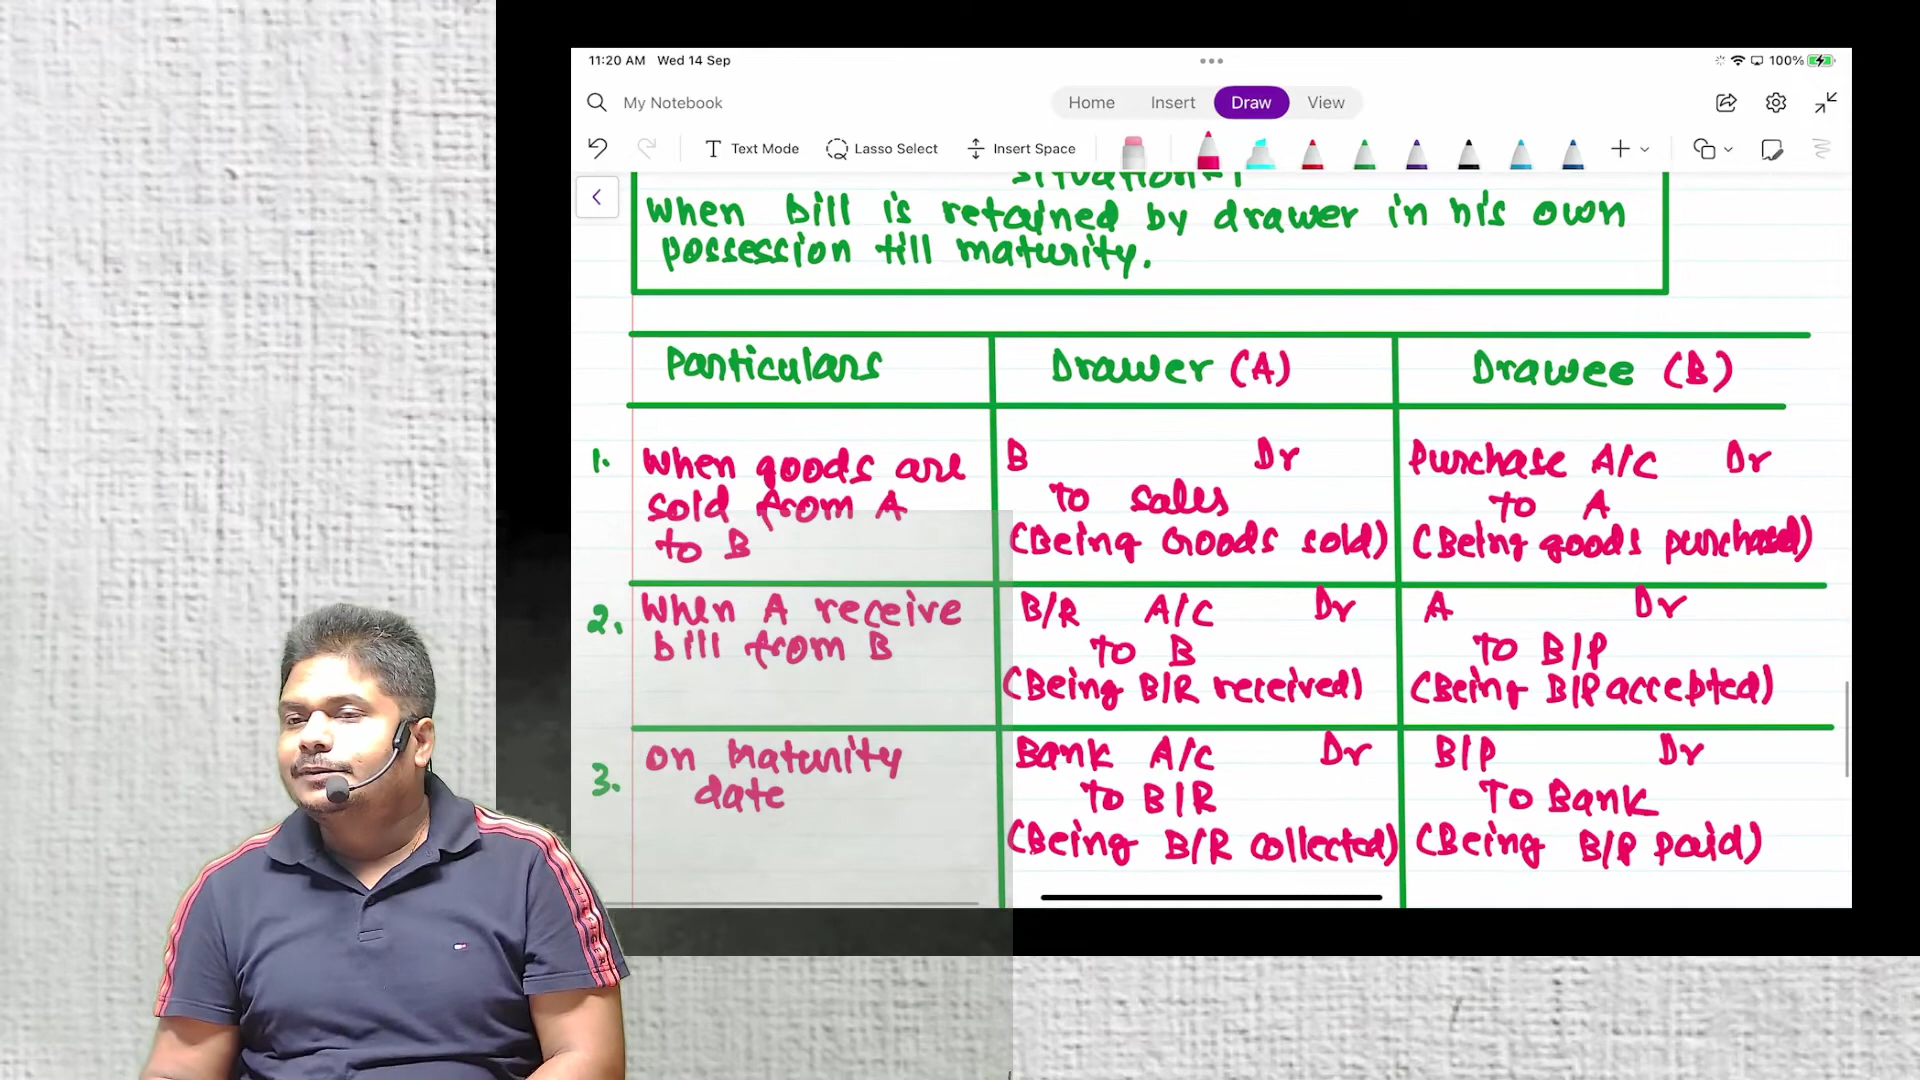 11:20 AM Wed 14 Sep
100%
My Notebook
Home Insert Draw View
Text Mode Lasso Select Insert Space
situation-1
When bill is retained by drawer in his own
possession till maturity.
Particulars Drawer (A) Drawee (B)
1. When goods are
sold from A
to B
B Dr
To sales
(Being Goods sold)
Purchase A/C Dr
To A
(Being goods purchased)
2. When A receive
bill from B
B/R A/C Dr
To B
(Being B/R received)
A Dr
To B/P
(Being B/P accepted)
3. on maturity
date
Bank A/C Dr
To B/R
(Being B/R collected)
B/P Dr
To Bank
(Being B/P paid)